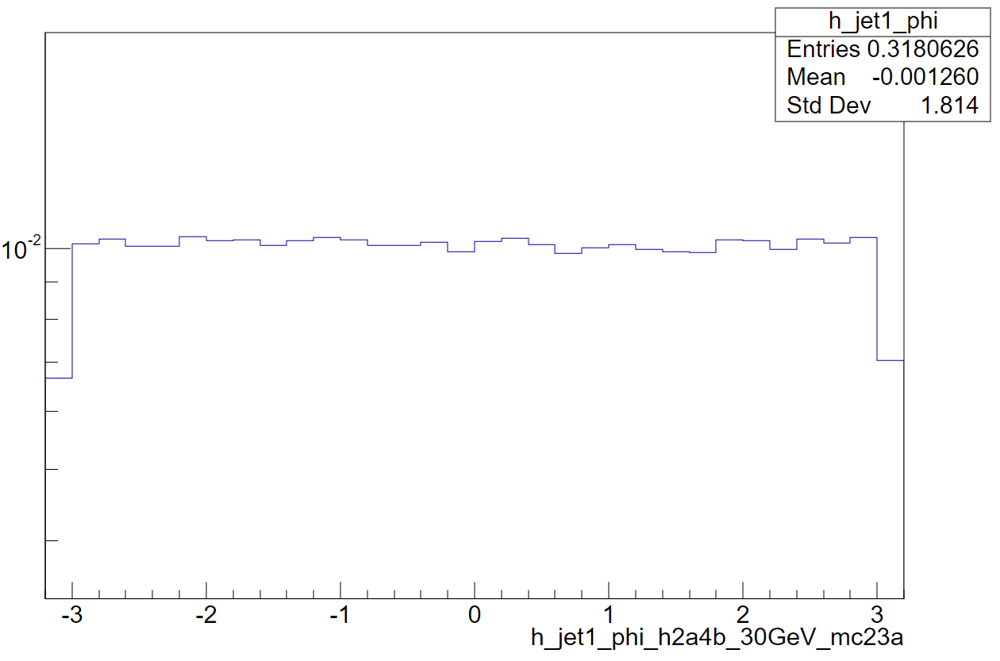 h_jet1_phi
Entries 0.3180626
Mean -0.001260
Std Dev 1.814
10-2
-3 -2 -1 0 1 2 3
h_jet1_phi_h2a4b_30GeV_mc23a